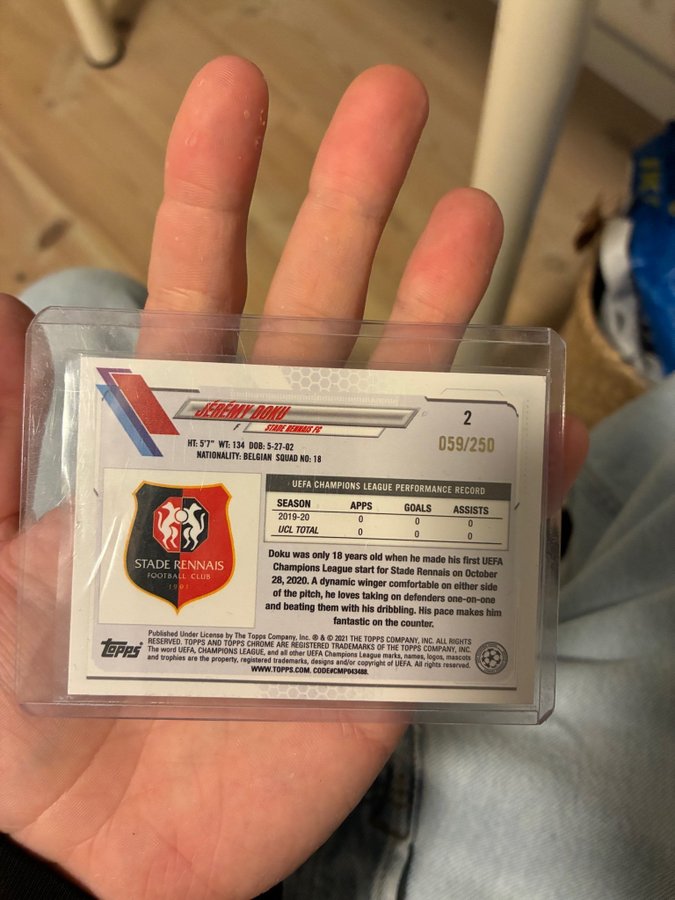 2
JÉRÉMY DOKU
F STADE RENNAIS FC
059/250
HT: 5'7" WT: 134 DOB: 5-27-02
NATIONALITY: BELGIAN SQUAD NO: 18
UEFA CHAMPIONS LEAGUE PERFORMANCE RECORD
SEASON APPS GOALS ASSISTS
2019-20 0 0 0
UCL TOTAL 0 0 0
STADE RENNAIS
FOOTBALL CLUB
1901
Doku was only 18 years old when he made his first UEFA
Champions League start for Stade Rennais on October
28, 2020. A dynamic winger comfortable on either side
of the pitch, he loves taking on defenders one-on-one
and beating them with his dribbling. His pace makes him
fantastic on the counter.
Topps
Published Under License by The Topps Company, Inc. ® & © 2021 THE TOPPS COMPANY, INC. ALL RIGHTS
RESERVED. TOPPS AND TOPPS CHROME ARE REGISTERED TRADEMARKS OF THE TOPPS COMPANY, INC.
The word UEFA, CHAMPIONS LEAGUE, and all other UEFA Champions League marks, names, logos, mascots
and trophies are the property, registered trademarks, designs and/or copyright of UEFA. All rights reserved.
WWW.TOPPS.COM. CODE#CMP043488.